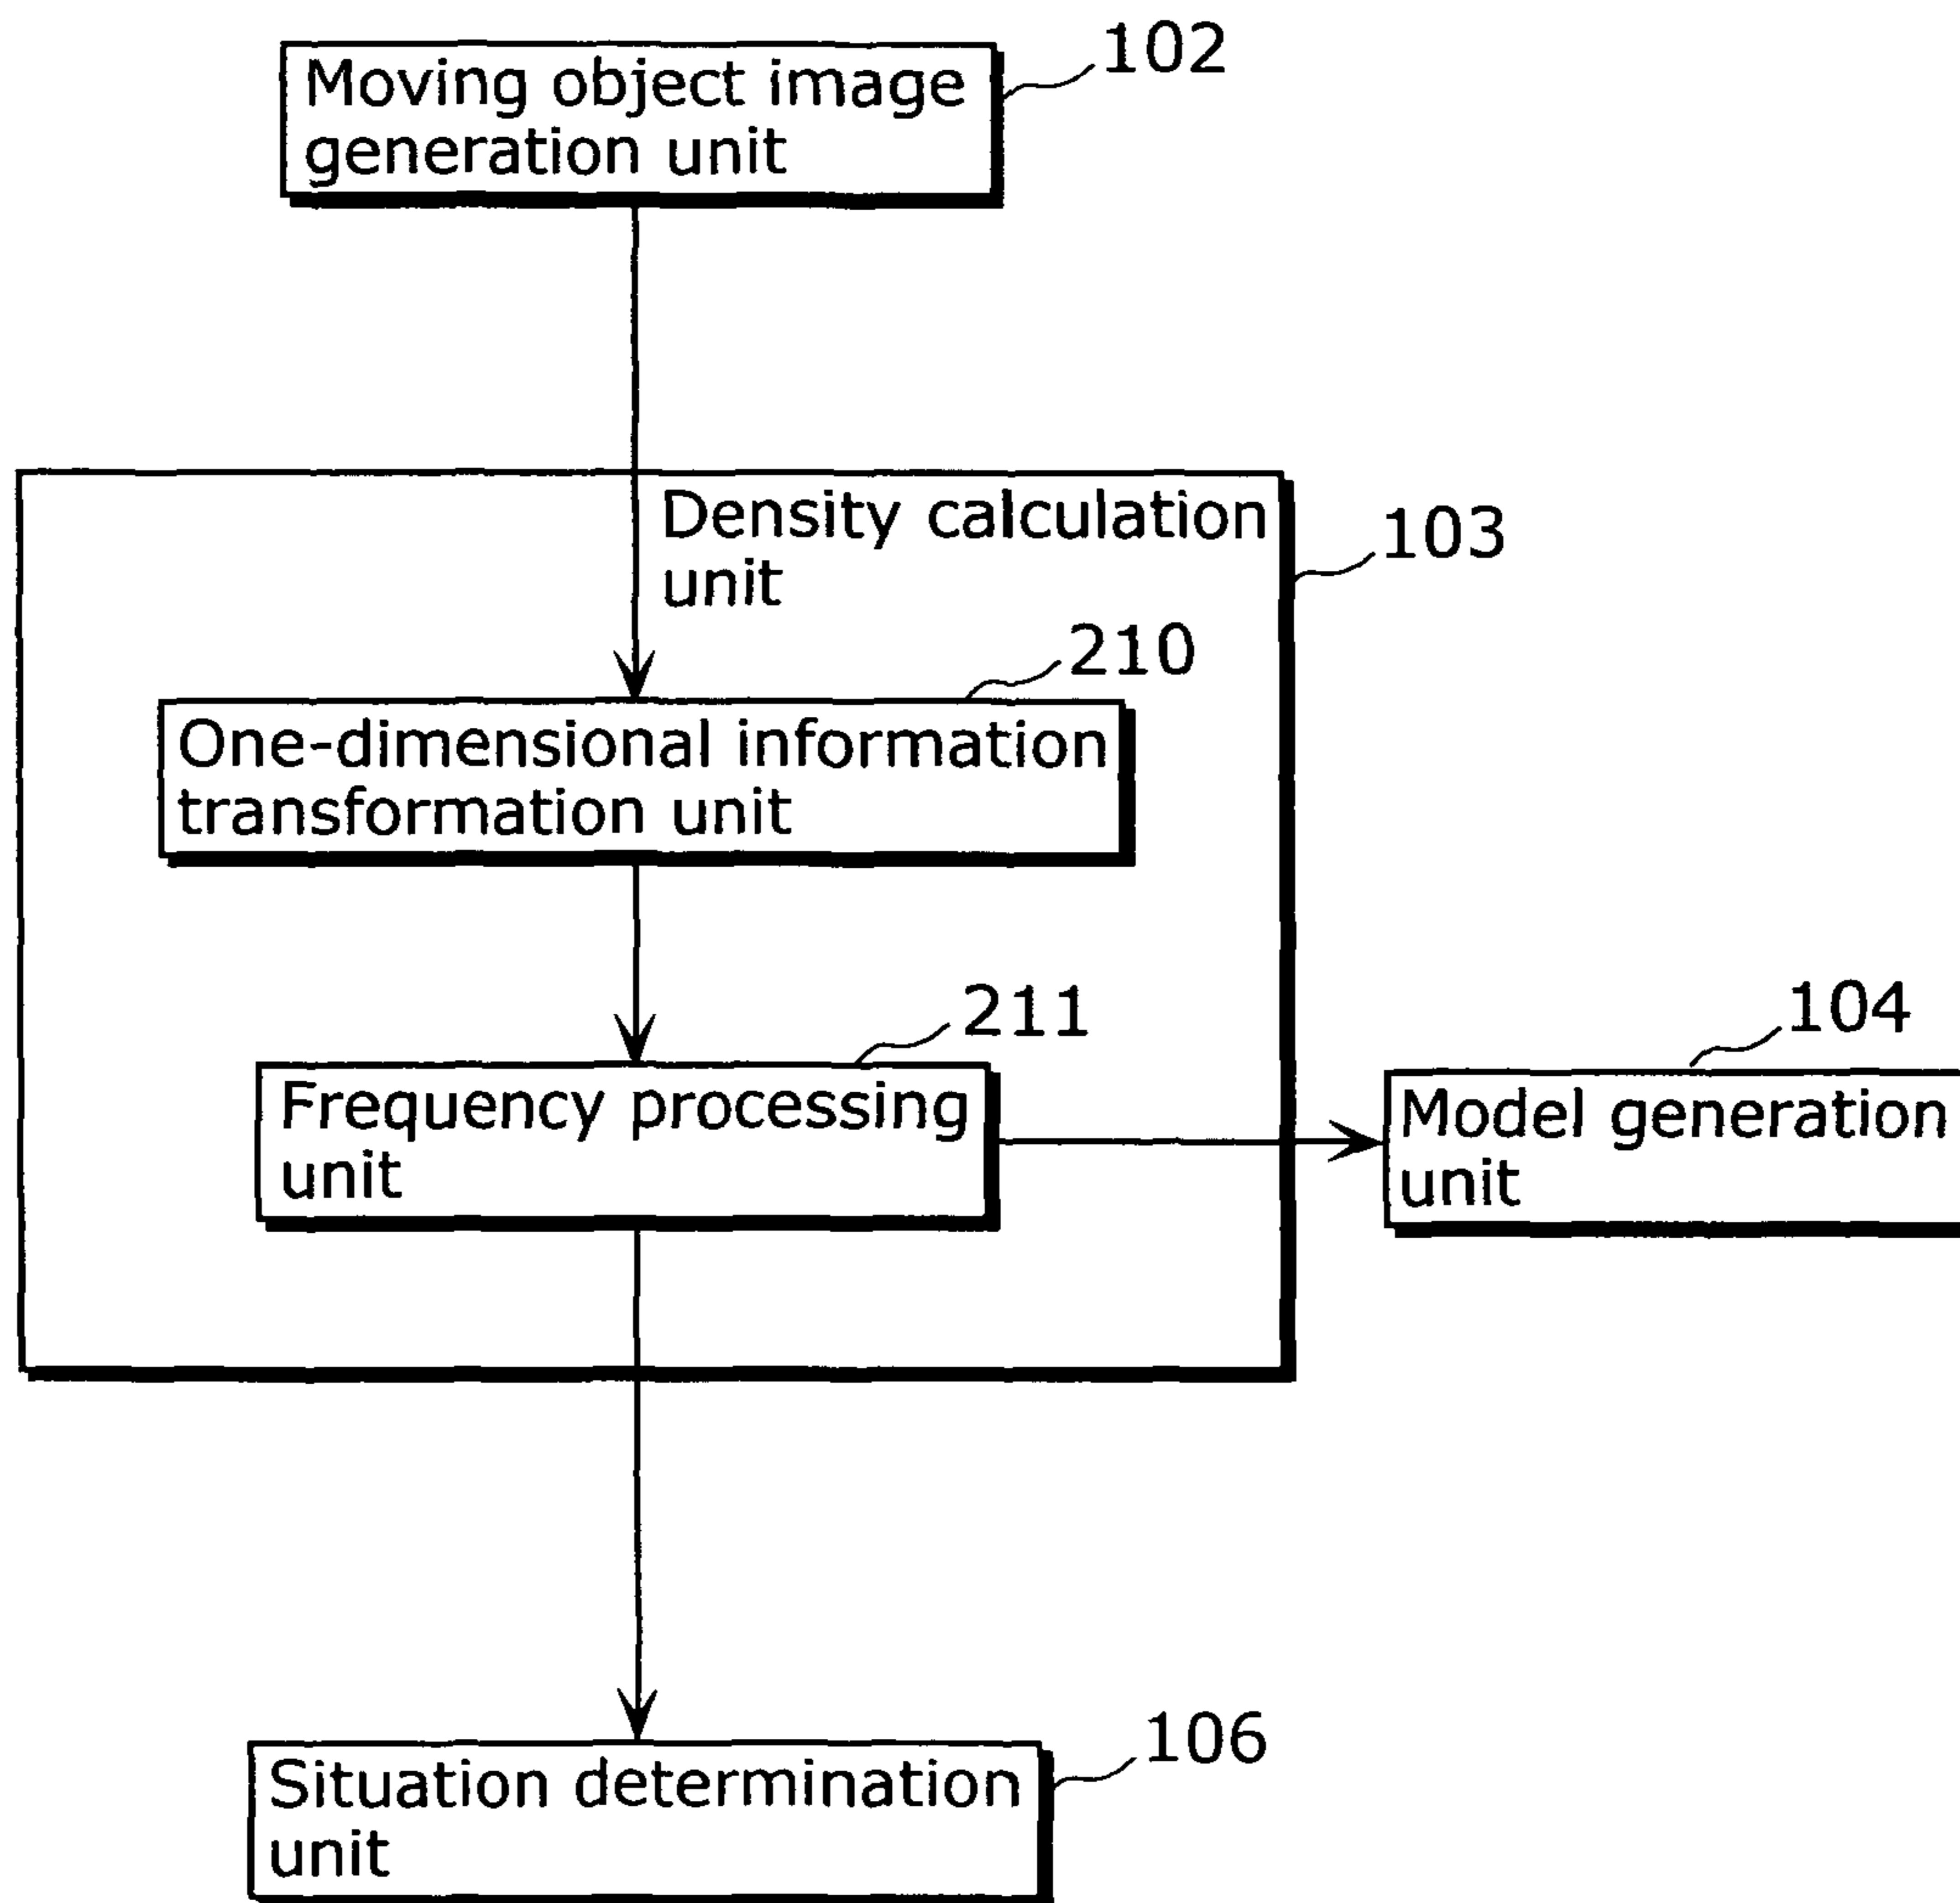 102
Moving object image
generation unit
Density calculation
unit
103
210
One-dimensional information
transformation unit
211
Frequency processing
unit
104
Model generation
unit
106
Situation determination
unit